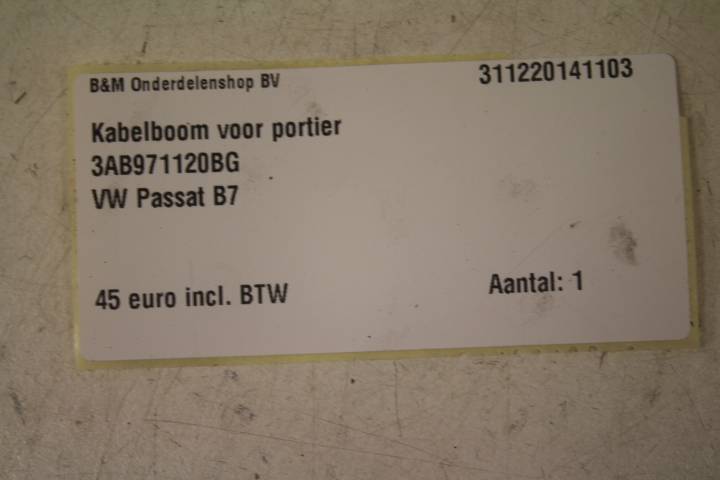 B&M Onderdelenshop BV
311220141103
Kabelboom voor portier
3AB971120BG
VW Passat B7
45 euro incl. BTW
Aantal: 1